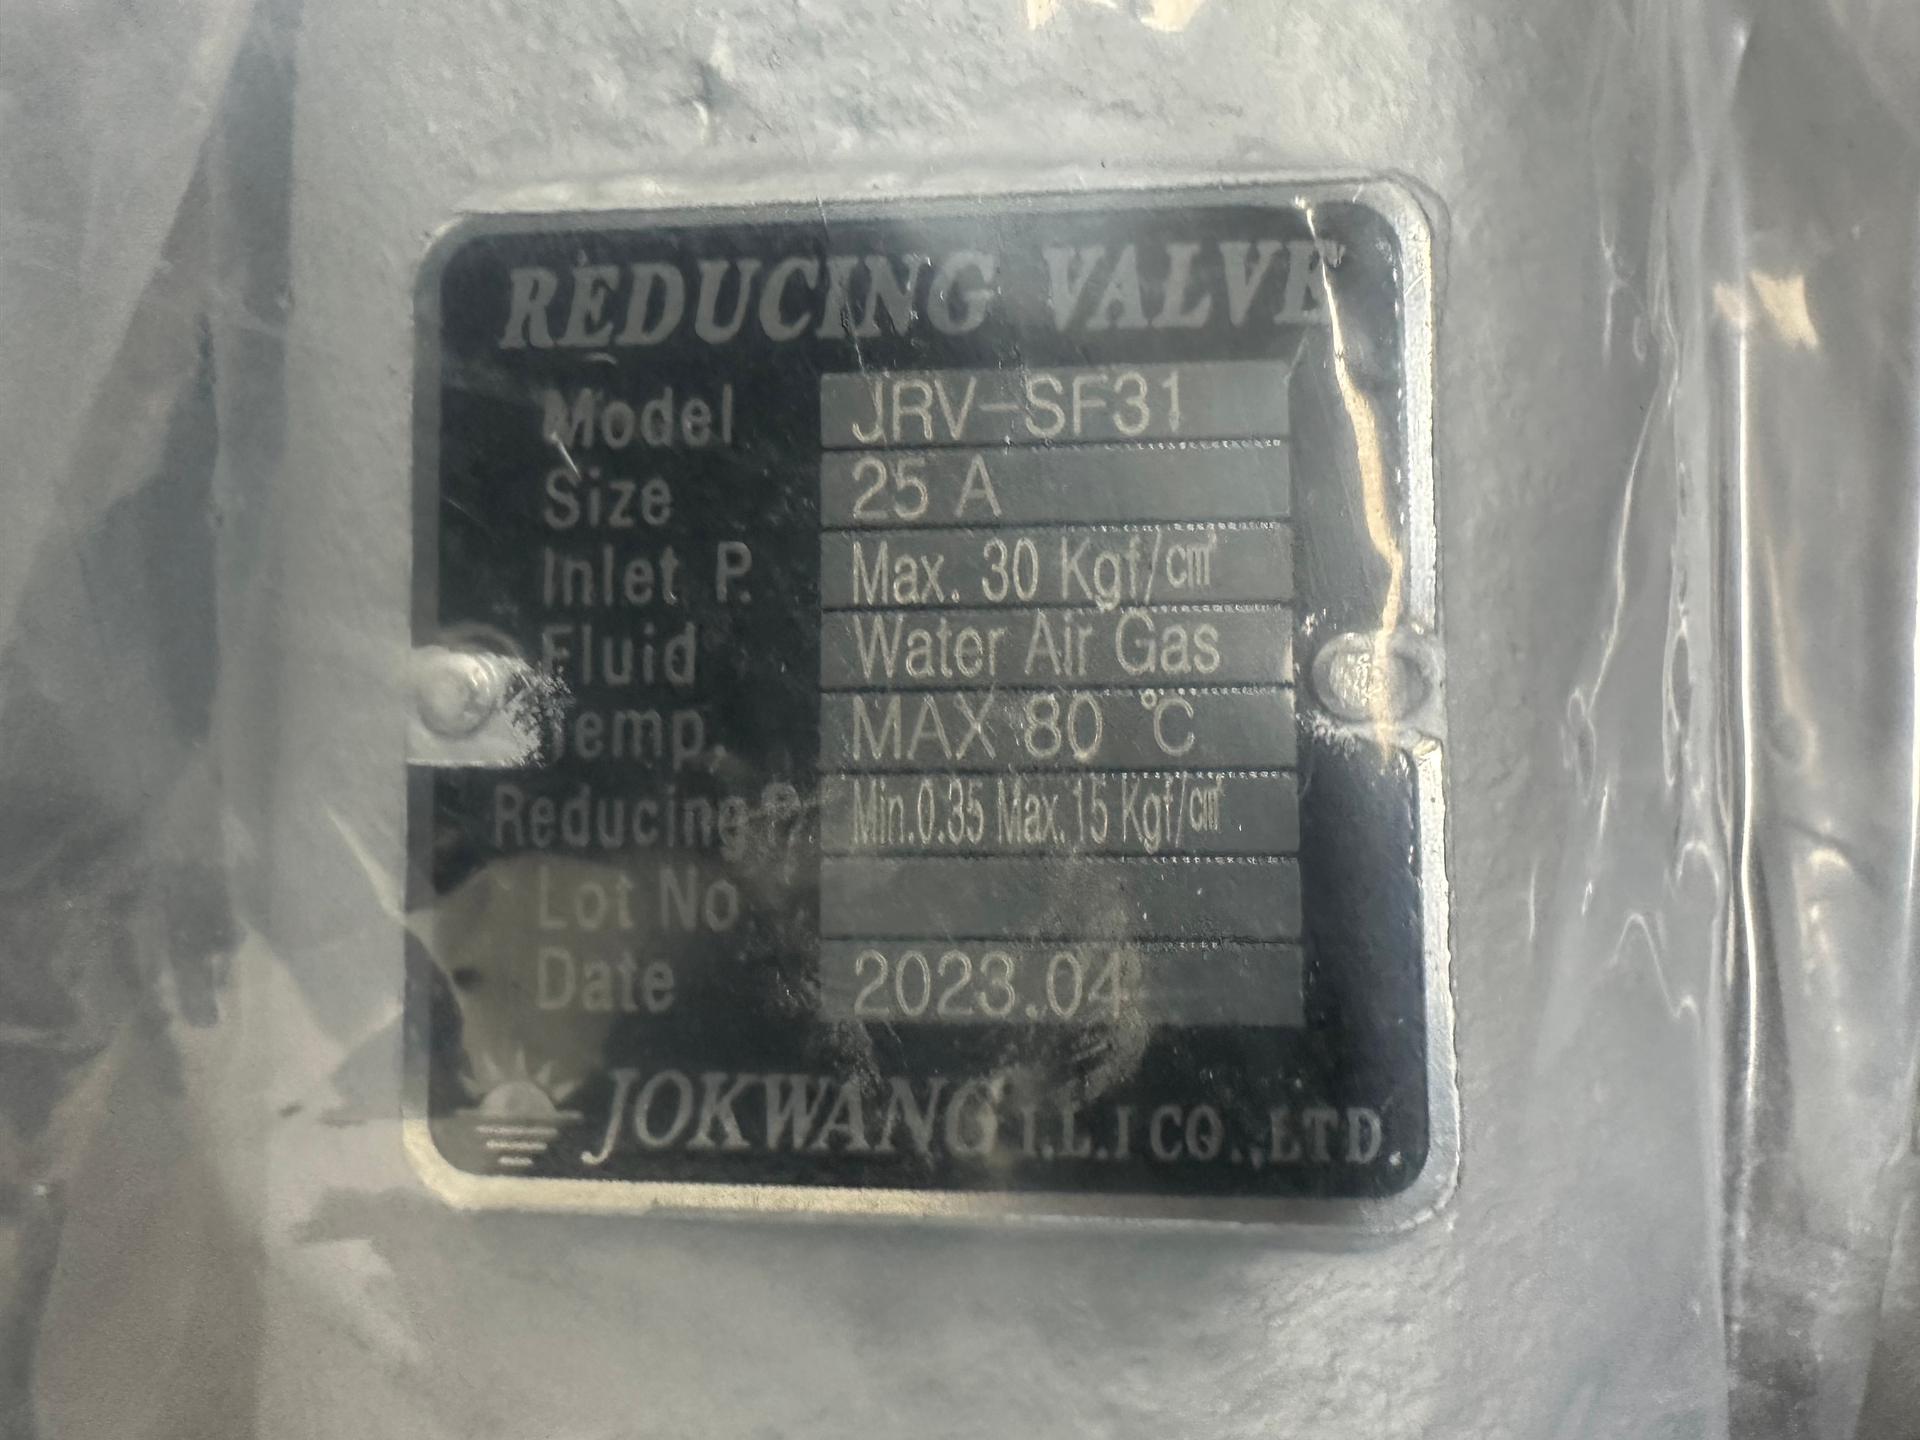 REDUCING VALVE
Model JRV-SF31
Size 25 A
Inlet P. Max. 30 Kgf/㎠
Fluid Water Air Gas
Temp. MAX 80 ℃
Reducing P. Min.0.35 Max.15 Kgf/㎠
Lot No
Date 2023.04
JOKWANG I.L.I CO.,LTD.